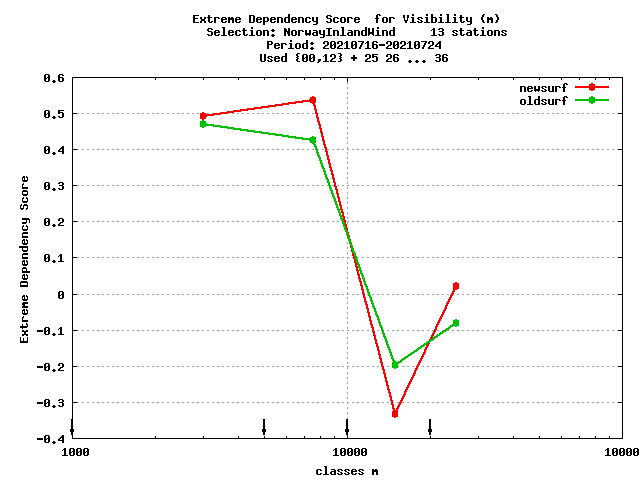 Extreme Dependency Score  for Visibility (m)
Selection: NorwayInlandWind     13 stations
Period: 20210716-20210724
Used {00,12} + 25 26 ... 36
newsurf
oldsurf
0.6
0.5
0.4
0.3
0.2
0.1
0
-0.1
-0.2
-0.3
-0.4
Extreme Dependency Score
1000
10000
10000
classes m